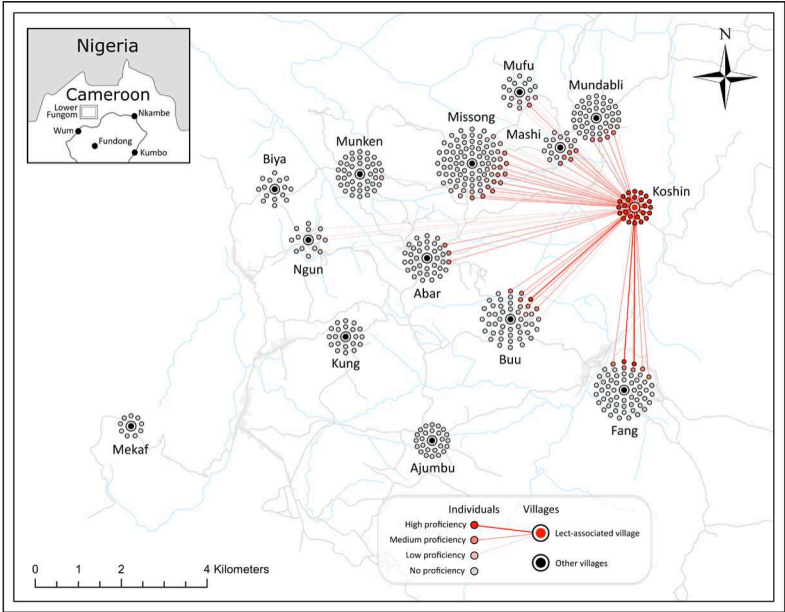 Nigeria
Cameroon
Lower
Fungom
Nkambe
Wum
Fundong
Kumbo
N
Mufu
Mundabli
Missong
Mashi
Munken
Biya
Koshin
Ngun
Abar
Buu
Kung
Fang
Mekaf
Ajumbu
Individuals Villages
High proficiency
Medium proficiency
Low proficiency
No proficiency
Lect-associated village
Other villages
0 1 2 4 Kilometers